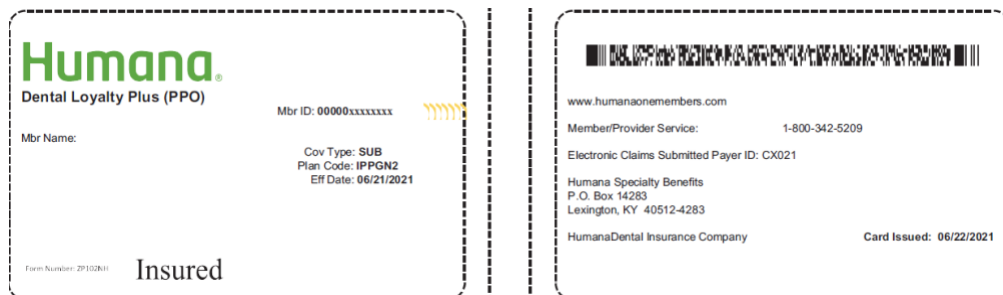 Humana®
Dental Loyalty Plus (PPO)
Mbr ID: 00000xxxxxxxx
Mbr Name:
Cov Type: SUB
Plan Code: IPPGN2
Eff Date: 06/21/2021
Form Number: ZP102NH
Insured
www.humanaonemembers.com
Member/Provider Service: 1-800-342-5209
Electronic Claims Submitted Payer ID: CX021
Humana Specialty Benefits
P.O. Box 14283
Lexington, KY 40512-4283
HumanaDental Insurance Company Card Issued: 06/22/2021